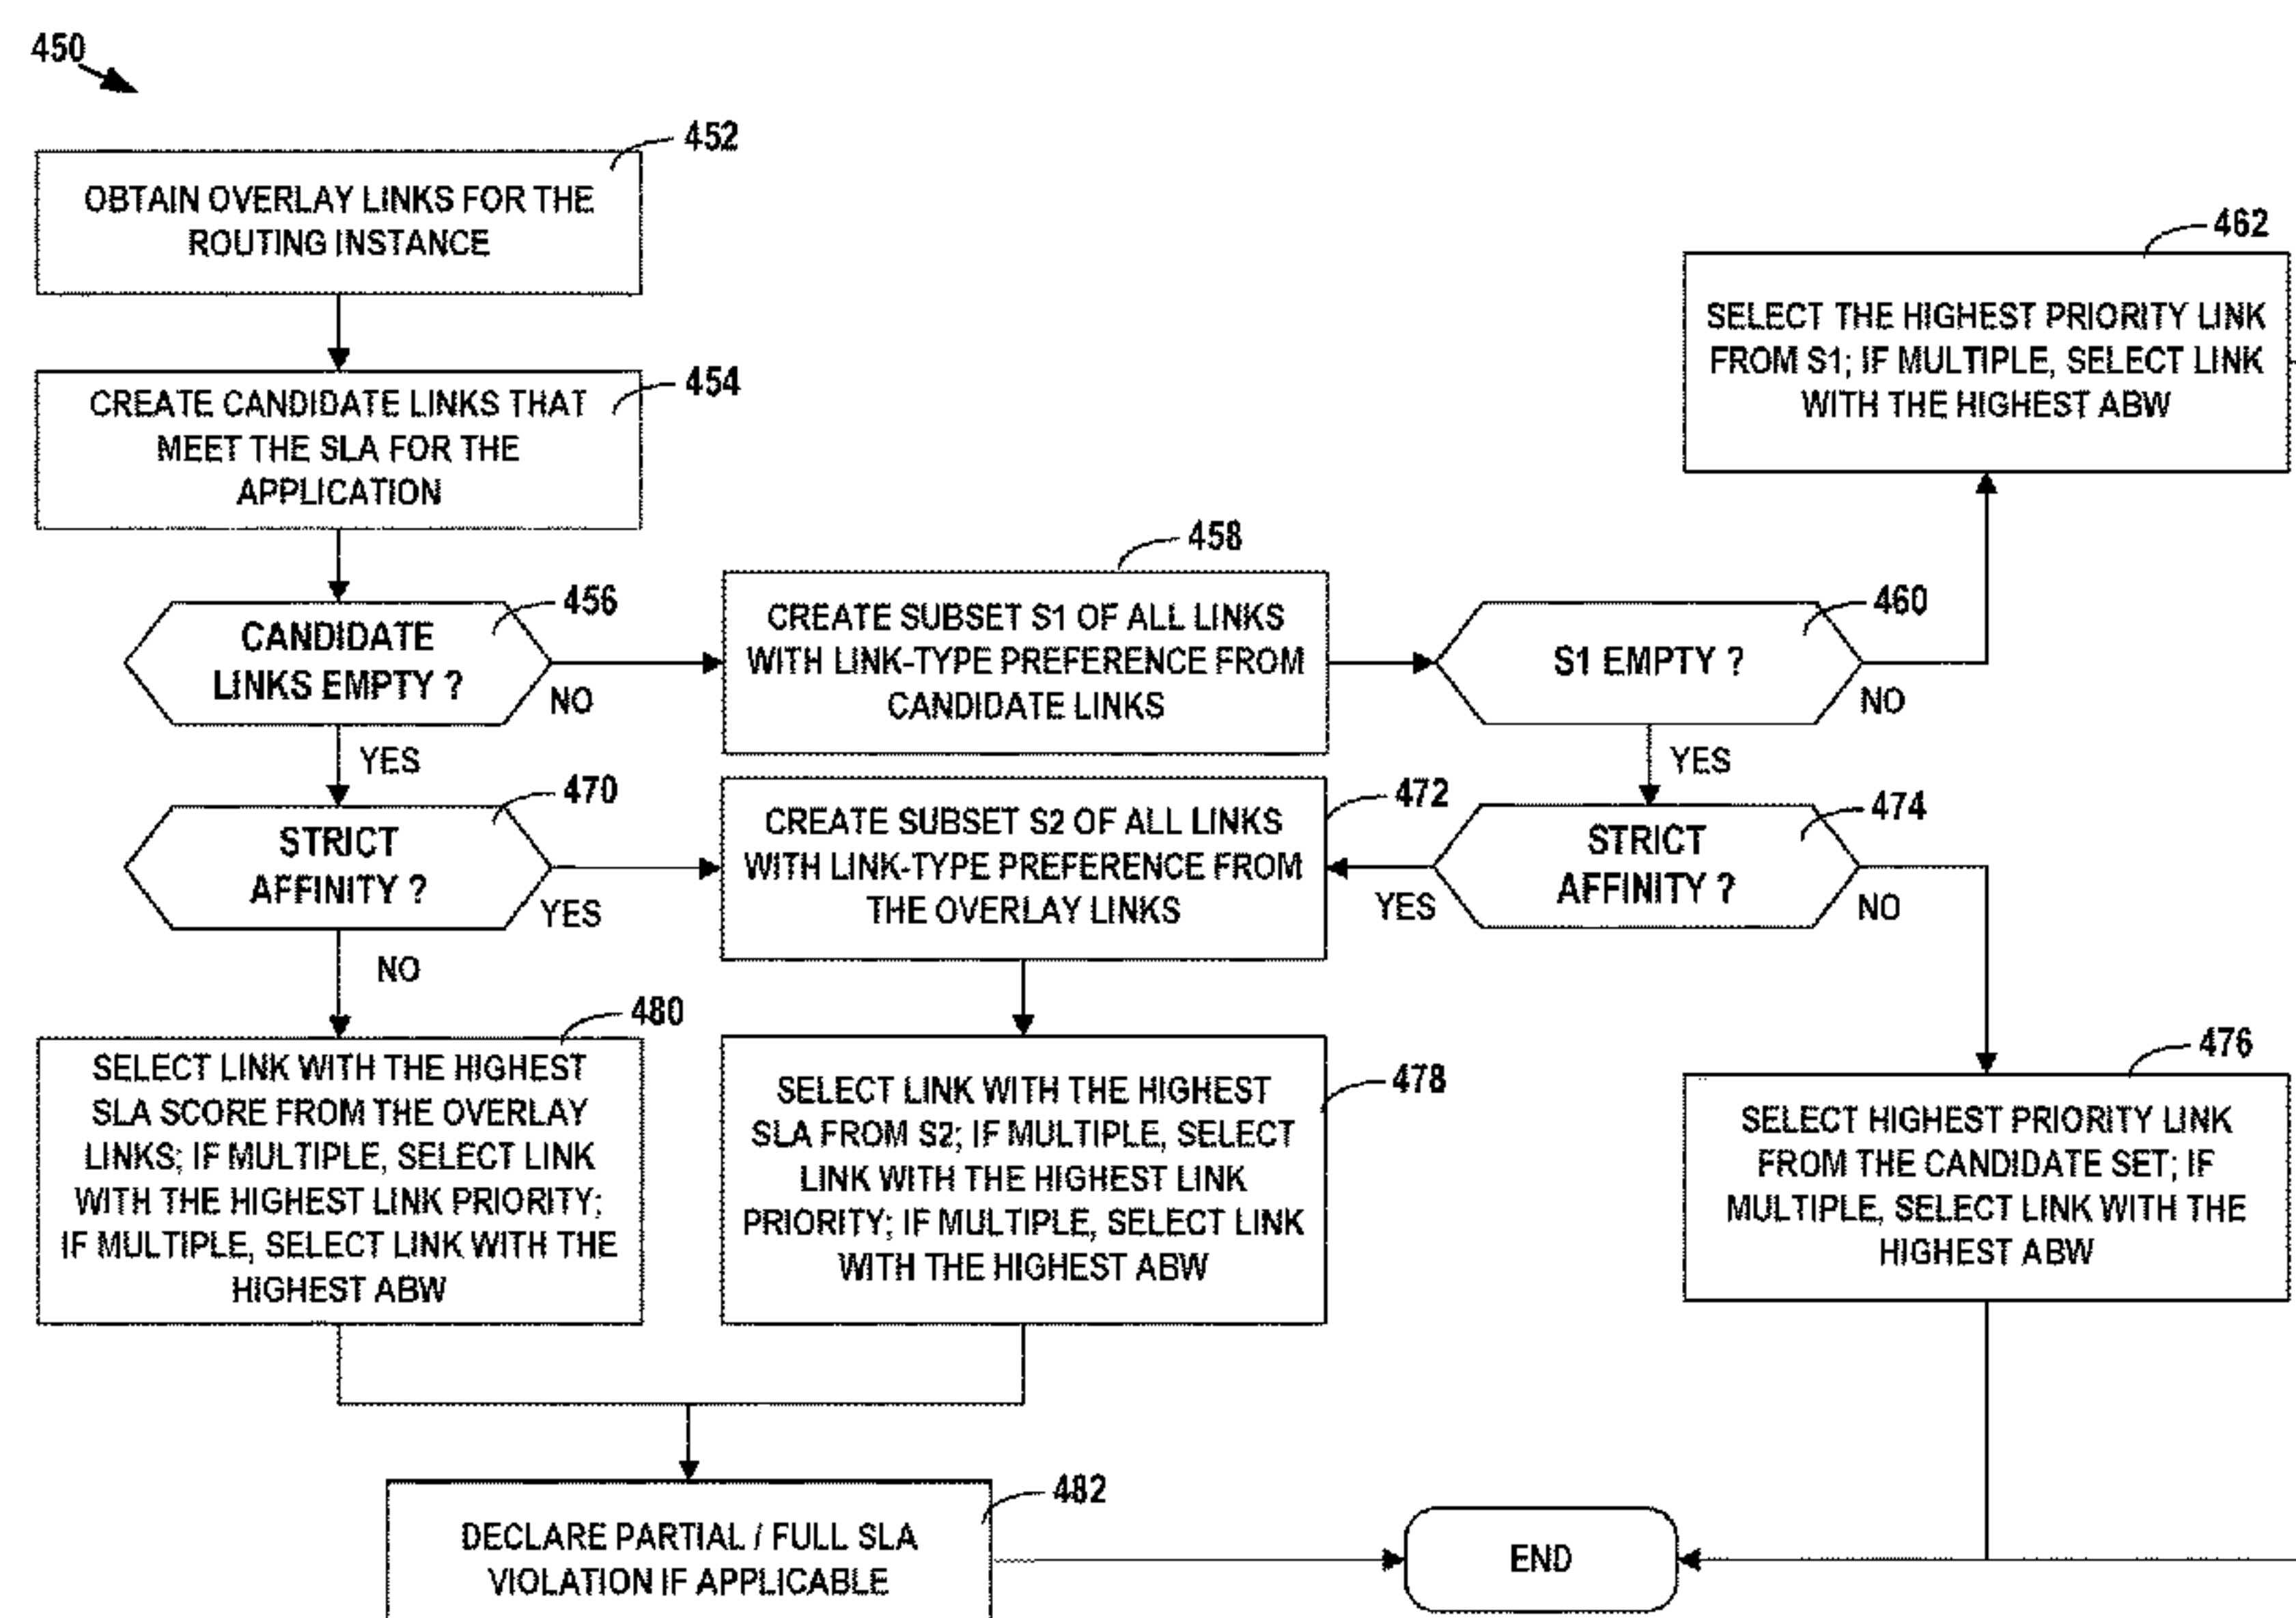 450
452
OBTAIN OVERLAY LINKS FOR THE
ROUTING INSTANCE
462
SELECT THE HIGHEST PRIORITY LINK
FROM S1; IF MULTIPLE, SELECT LINK
WITH THE HIGHEST ABW
454
CREATE CANDIDATE LINKS THAT
MEET THE SLA FOR THE
APPLICATION
456
CANDIDATE
LINKS EMPTY ?
NO
YES
458
CREATE SUBSET S1 OF ALL LINKS
WITH LINK-TYPE PREFERENCE FROM
CANDIDATE LINKS
460
S1 EMPTY ?
NO
YES
470
STRICT
AFFINITY ?
YES
NO
472
CREATE SUBSET S2 OF ALL LINKS
WITH LINK-TYPE PREFERENCE FROM
THE OVERLAY LINKS
474
STRICT
AFFINITY ?
YES
NO
480
SELECT LINK WITH THE HIGHEST
SLA SCORE FROM THE OVERLAY
LINKS; IF MULTIPLE, SELECT LINK
WITH THE HIGHEST LINK PRIORITY;
IF MULTIPLE, SELECT LINK WITH THE
HIGHEST ABW
478
SELECT LINK WITH THE HIGHEST
SLA FROM S2; IF MULTIPLE, SELECT
LINK WITH THE HIGHEST LINK
PRIORITY; IF MULTIPLE, SELECT LINK
WITH THE HIGHEST ABW
476
SELECT HIGHEST PRIORITY LINK
FROM THE CANDIDATE SET; IF
MULTIPLE, SELECT LINK WITH THE
HIGHEST ABW
482
DECLARE PARTIAL / FULL SLA
VIOLATION IF APPLICABLE
END